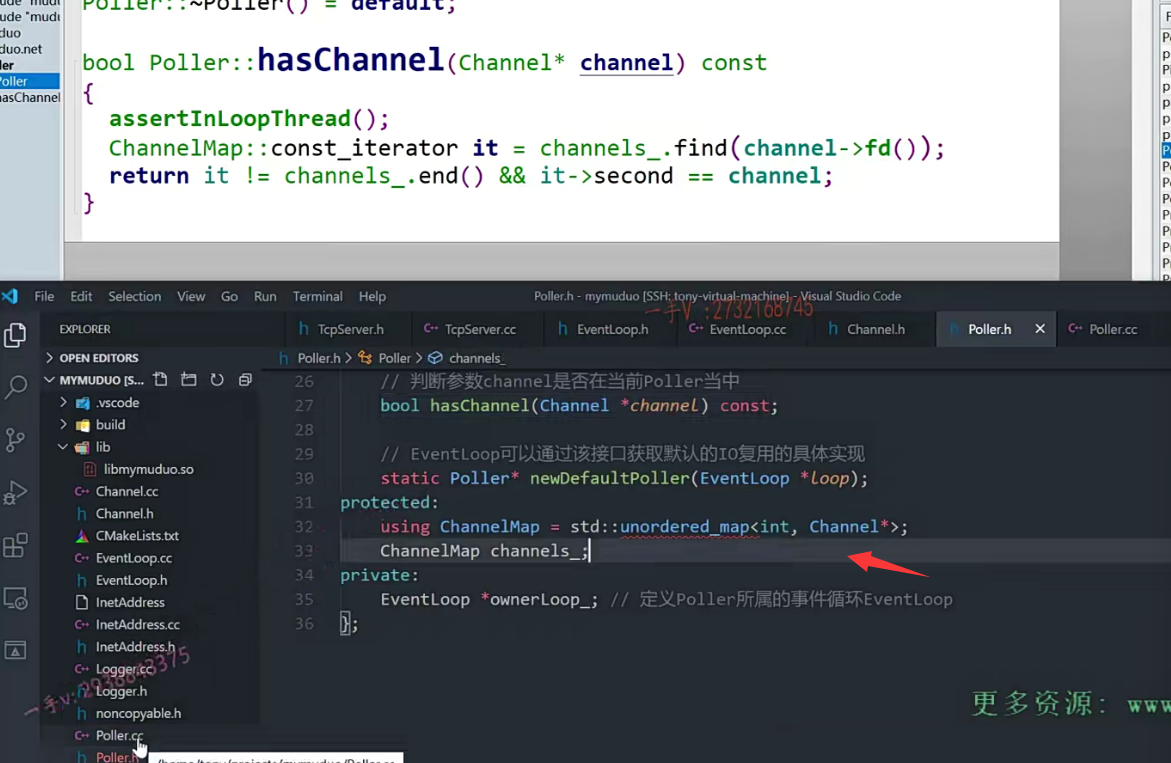 ude "mudu
Poller::~Poller() = default;
ude "mudu
duo
duo.net
ler
Poller
hasChannel
bool Poller::hasChannel(Channel* channel) const
{
assertInLoopThread();
ChannelMap::const_iterator it = channels_.find(channel->fd());
return it != channels_.end() && it->second == channel;
}
File Edit Selection View Go Run Terminal Help
Poller.h - mymuduo [SSH: tony-virtual-machine] - Visual Studio Code
一手V :2732168745
EXPLORER
TcpServer.h TcpServer.cc EventLoop.h EventLoop.cc Channel.h Poller.h Poller.cc
OPEN EDITORS
Poller.h > Poller > channels_
MYMUDUO [S...
.vscode
build
lib
libmymuduo.so
Channel.cc
Channel.h
CMakeLists.txt
EventLoop.cc
EventLoop.h
InetAddress
InetAddress.cc
InetAddress.h
Logger.cc
Logger.h
noncopyable.h
Poller.cc
Poller.h
26 // 判断参数channel是否在当前Poller当中
27 bool hasChannel(Channel *channel) const;
28
29 // EventLoop可以通过该接口获取默认的IO复用的具体实现
30 static Poller* newDefaultPoller(EventLoop *loop);
31 protected:
32 using ChannelMap = std::unordered_map<int, Channel*>;
33 ChannelMap channels_;
34 private:
35 EventLoop *ownerLoop_; // 定义Poller所属的事件循环EventLoop
36 };
更多资源: www